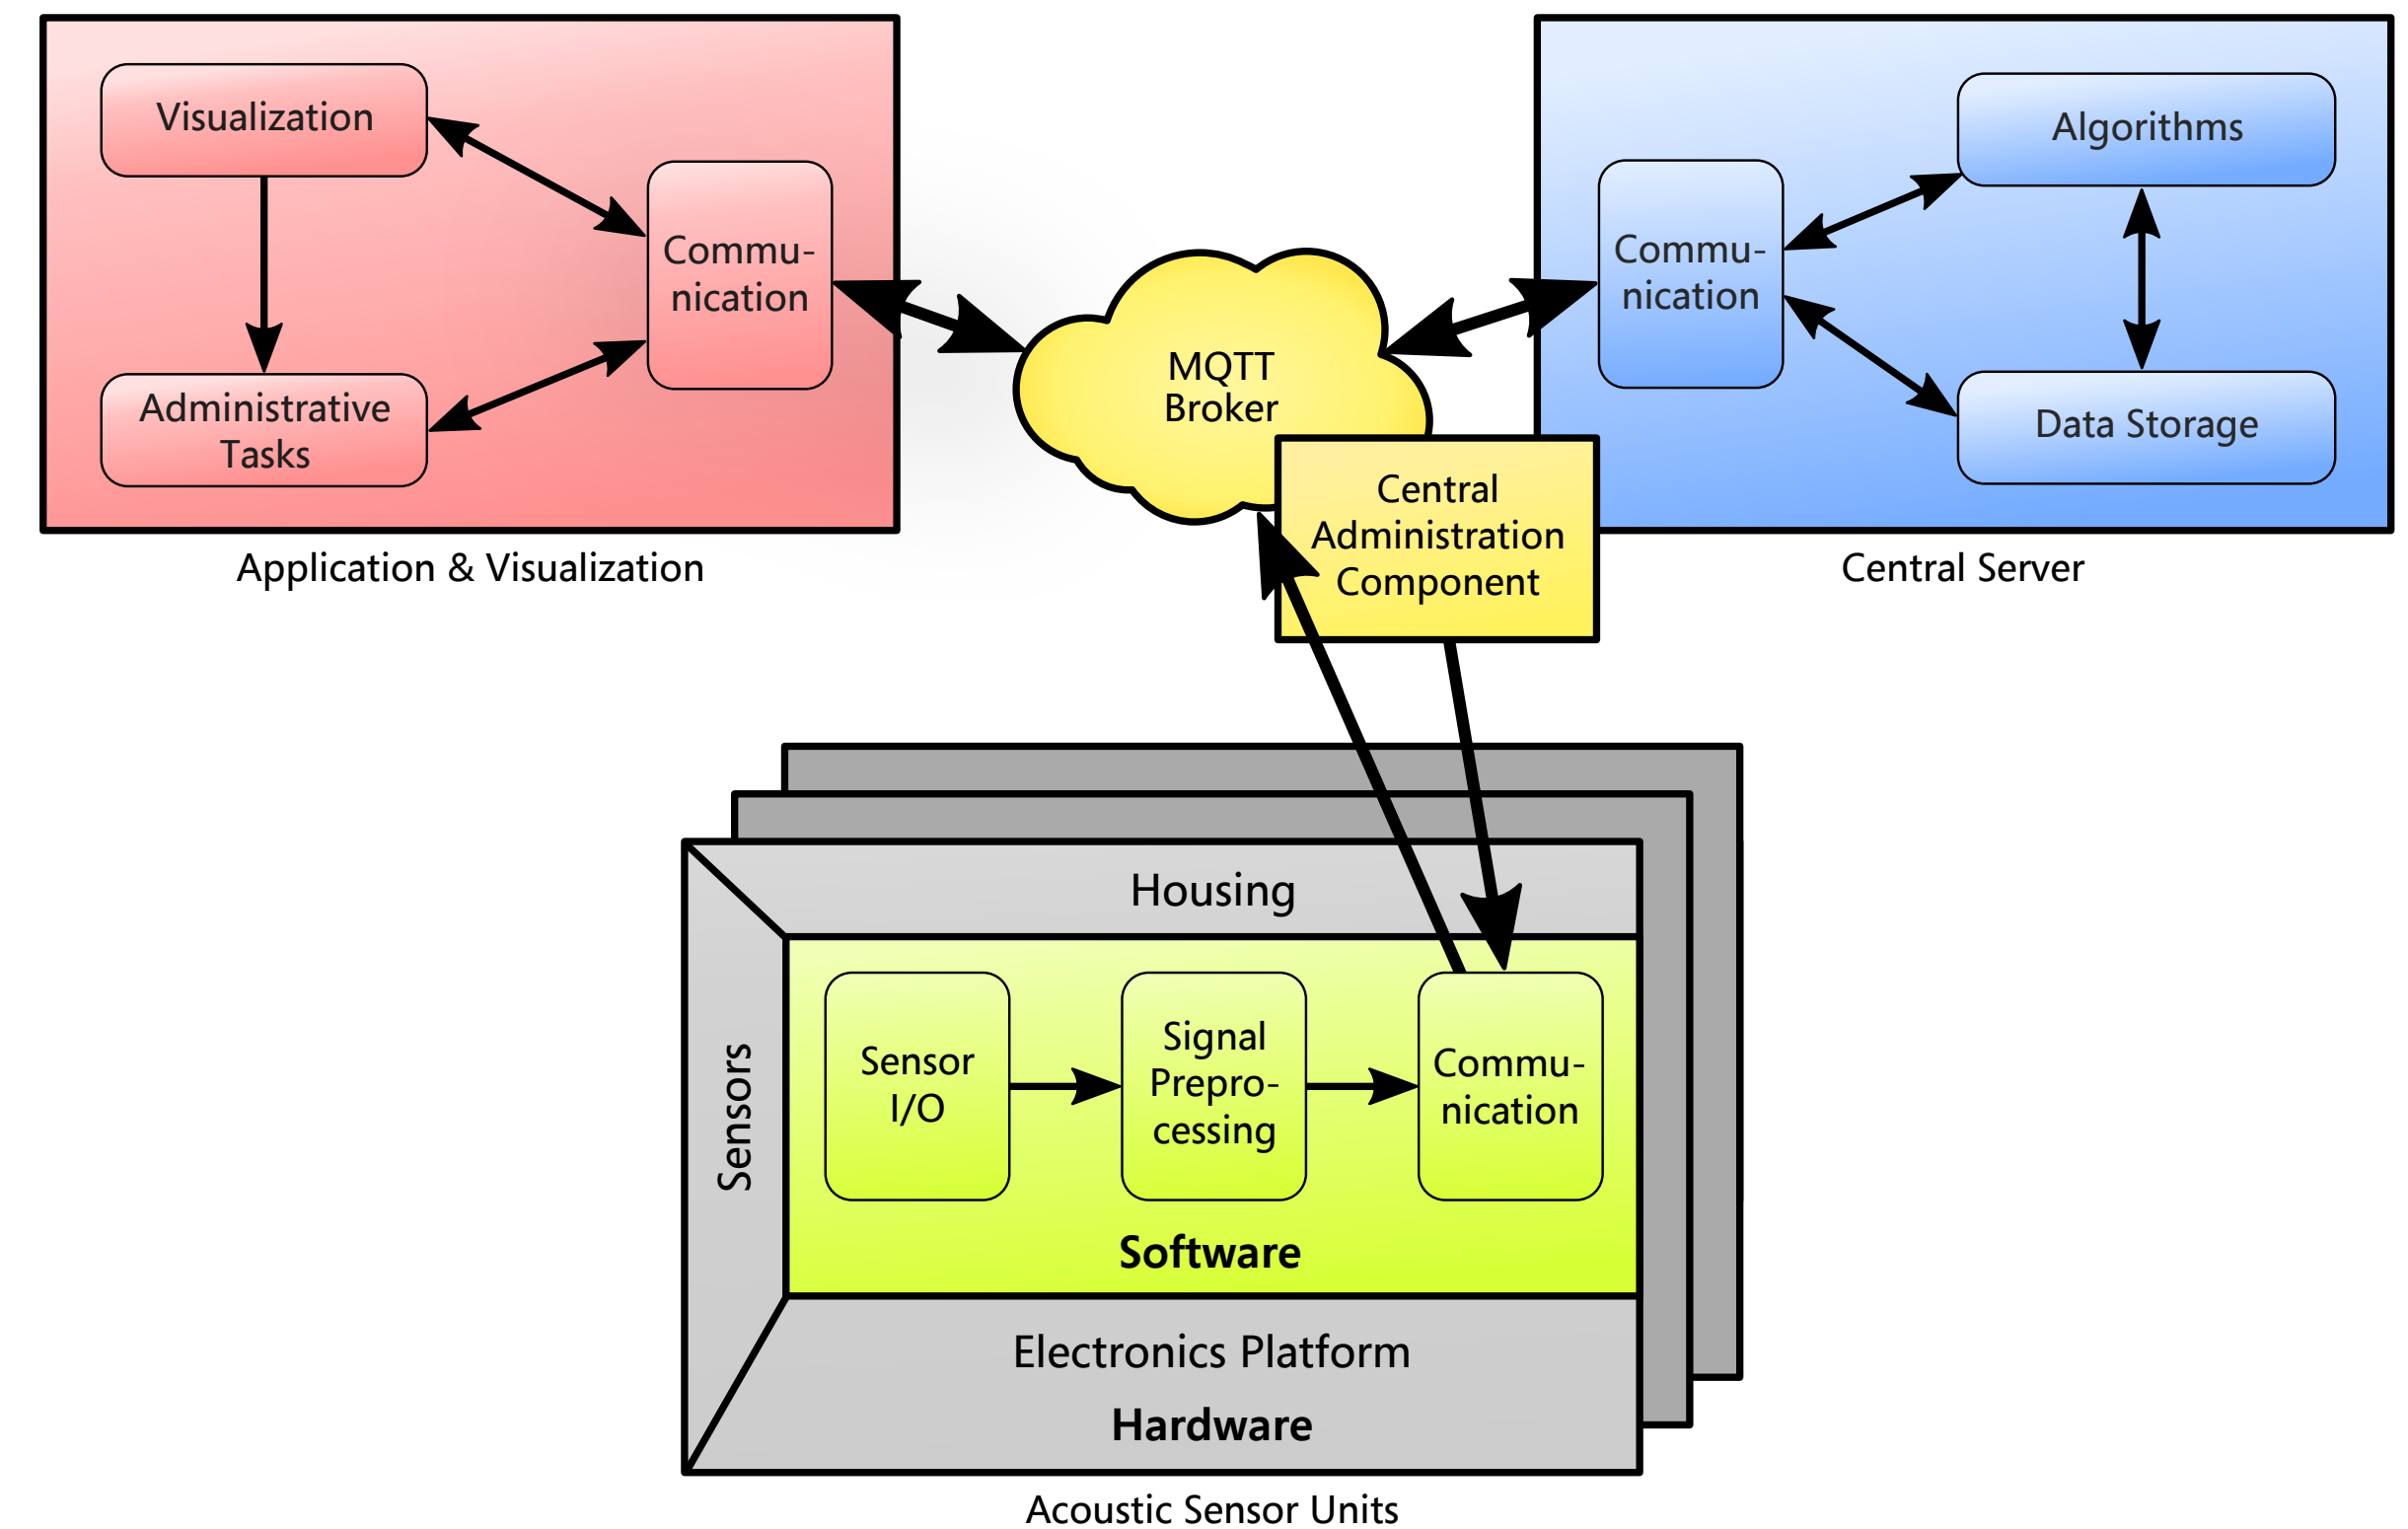 Visualization
Commu-
nication
Administrative
Tasks
Application & Visualization
MQTT
Broker
Central
Administration
Component
Algorithms
Commu-
nication
Data Storage
Central Server
Housing
Sensors
Sensor
I/O
Signal
Prepro-
cessing
Commu-
nication
Software
Electronics Platform
Hardware
Acoustic Sensor Units